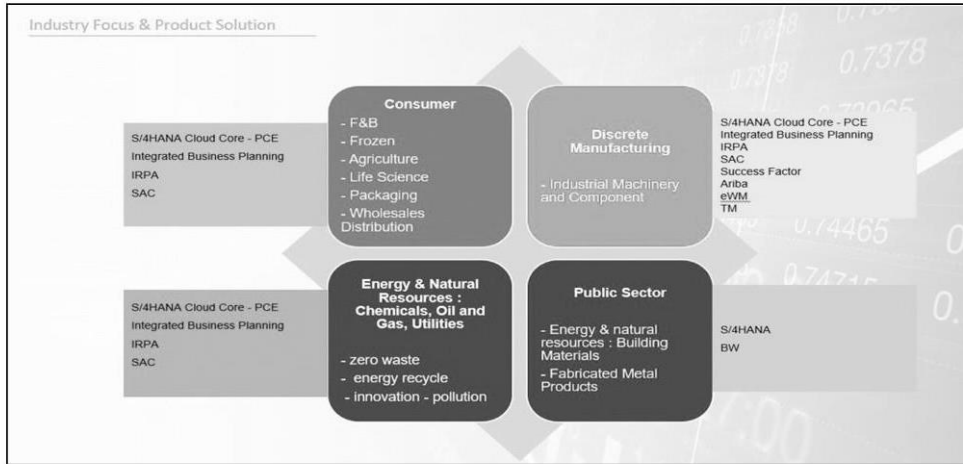 Industry Focus & Product Solution
S/4HANA Cloud Core - PCE
Integrated Business Planning
IRPA
SAC
Consumer
- F&B
- Frozen
- Agriculture
- Life Science
- Packaging
- Wholesales
Distribution
Discrete
Manufacturing
- Industrial Machinery
and Component
S/4HANA Cloud Core - PCE
Integrated Business Planning
IRPA
SAC
Success Factor
Ariba
eWM
TM
S/4HANA Cloud Core - PCE
Integrated Business Planning
IRPA
SAC
Energy & Natural
Resources :
Chemicals, Oil and
Gas, Utilities
- zero waste
- energy recycle
- innovation - pollution
Public Sector
- Energy & natural
resources : Building
Materials
- Fabricated Metal
Products
S/4HANA
BW
0.7378
0.74465